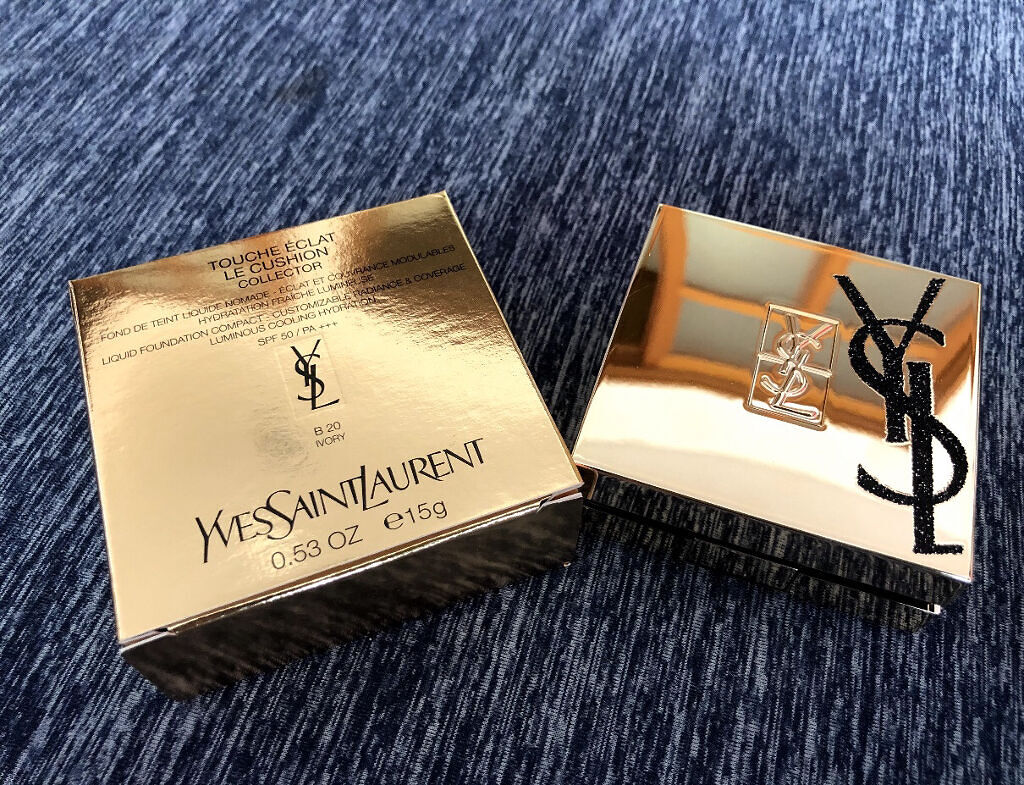 TOUCHE ÉCLAT
LE CUSHION
COLLECTOR
FOND DE TEINT LIQUIDE NOMADE - ÉCLAT ET COUVRANCE MODULABLES
HYDRATATION FRAÎCHE LUMINEUSE
LIQUID FOUNDATION COMPACT - CUSTOMIZABLE RADIANCE & COVERAGE
LUMINOUS COOLING HYDRATION
SPF 50 / PA +++
YSL
B 20
IVORY
YVESSAINTLAURENT
0.53 OZ e15g
YSL
YSL